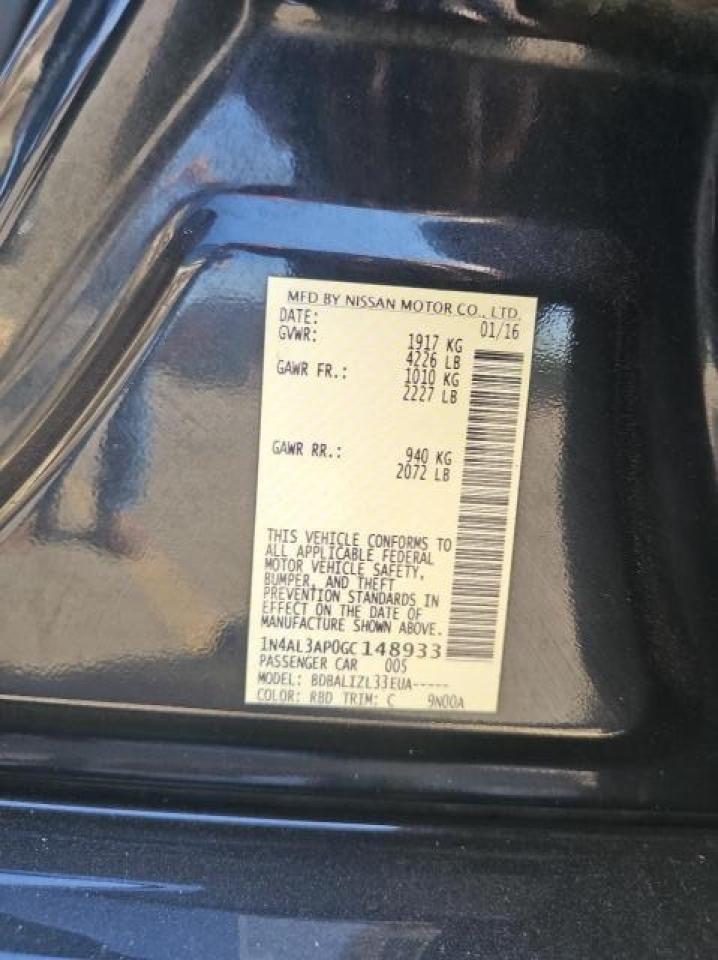 MFD BY NISSAN MOTOR CO., LTD.
DATE: 01/16
GVWR: 1917 KG
4226 LB
GAWR FR.: 1010 KG
2227 LB
GAWR RR.: 940 KG
2072 LB
THIS VEHICLE CONFORMS TO
ALL APPLICABLE FEDERAL
MOTOR VEHICLE SAFETY,
BUMPER, AND THEFT
PREVENTION STANDARDS IN
EFFECT ON THE DATE OF
MANUFACTURE SHOWN ABOVE.
1N4AL3AP0GC148933
PASSENGER CAR 005
MODEL: BDBALIZL33EUA-----
COLOR: RBD TRIM: C 9N00A